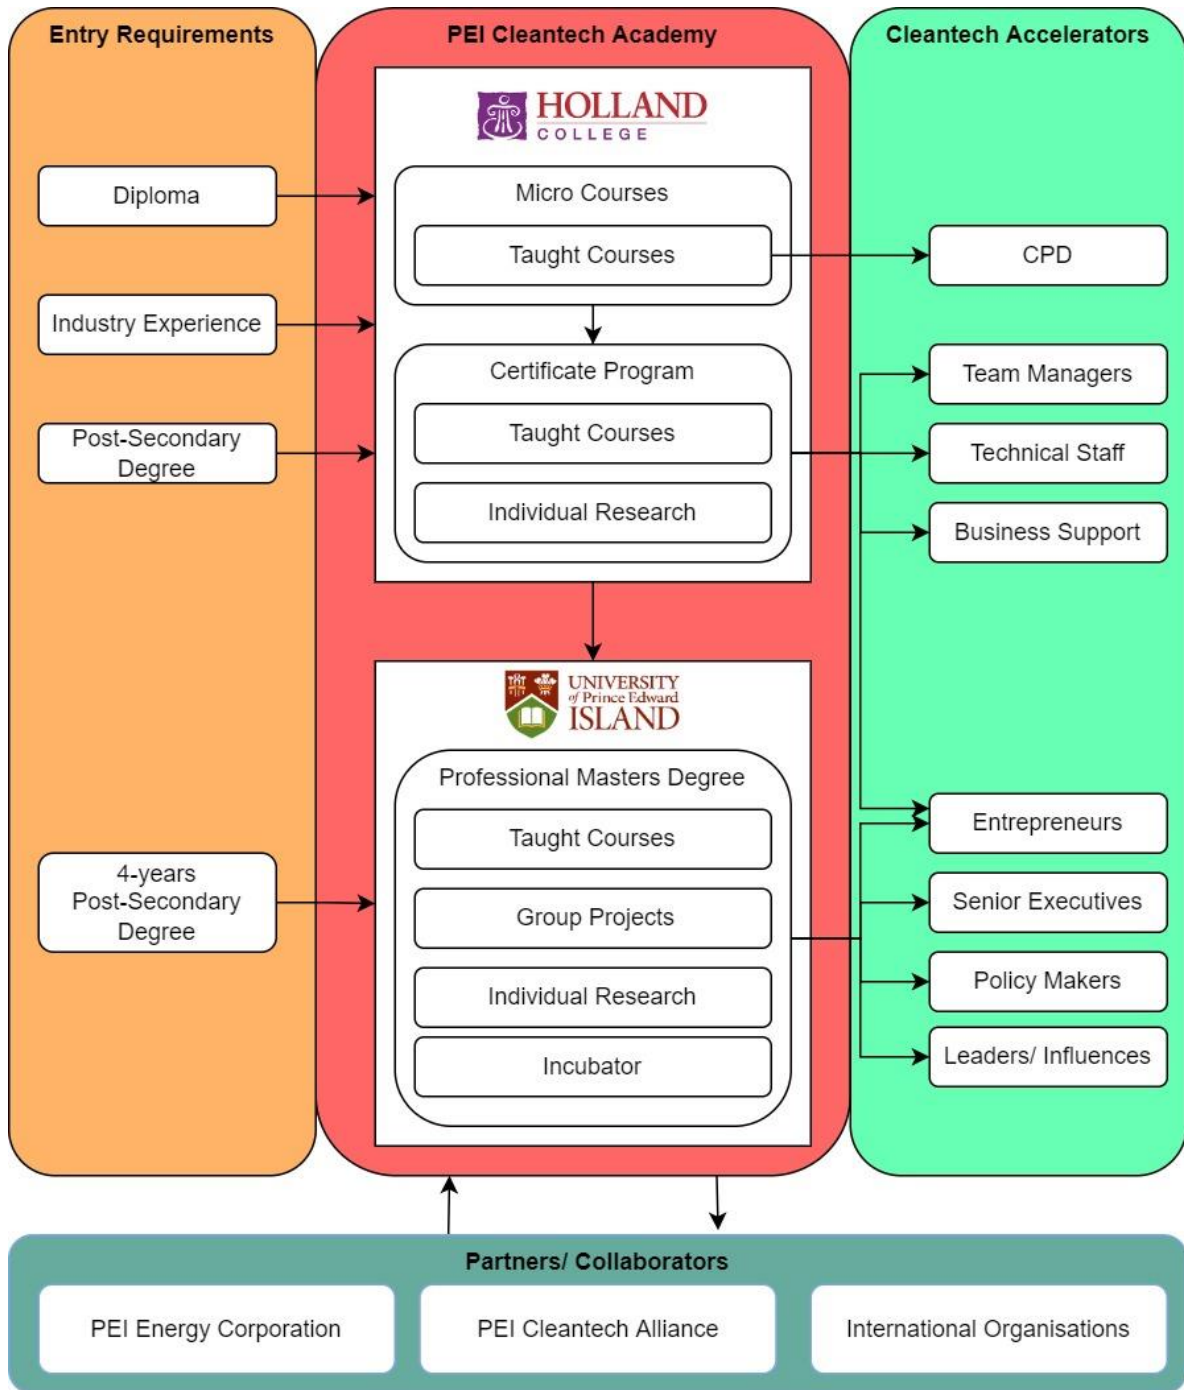 Entry Requirements
Diploma
Industry Experience
Post-Secondary
Degree
4-years
Post-Secondary
Degree
PEI Cleantech Academy
HOLLAND
COLLEGE
Micro Courses
Taught Courses
Certificate Program
Taught Courses
Individual Research
UNIVERSITY
of Prince Edward
ISLAND
Professional Masters Degree
Taught Courses
Group Projects
Individual Research
Incubator
Cleantech Accelerators
CPD
Team Managers
Technical Staff
Business Support
Entrepreneurs
Senior Executives
Policy Makers
Leaders/ Influences
Partners/ Collaborators
PEI Energy Corporation
PEI Cleantech Alliance
International Organisations